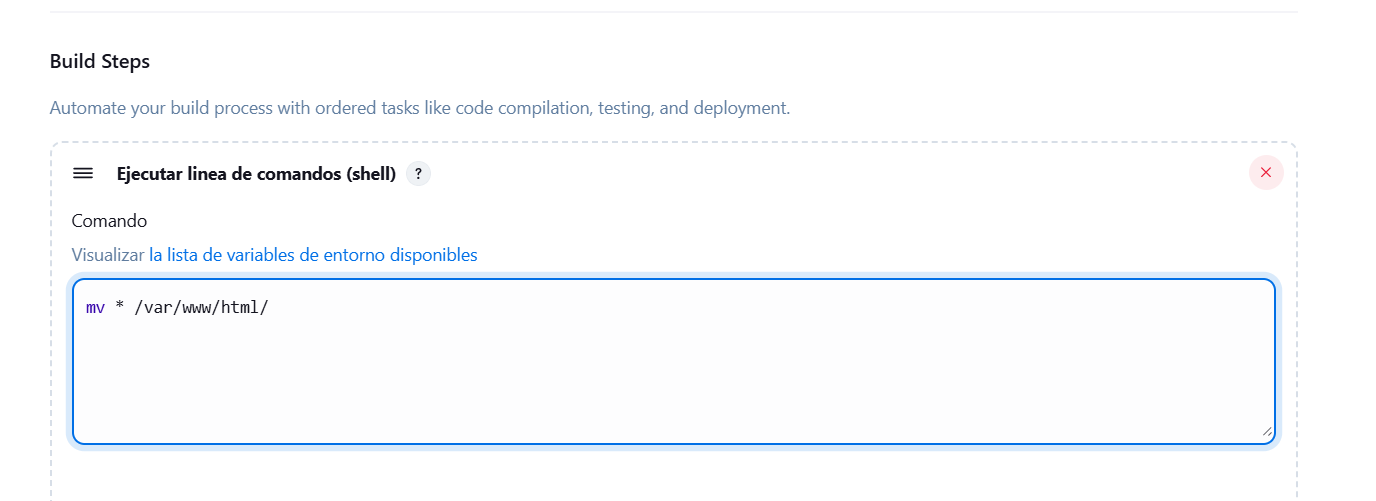 Build Steps
Automate your build process with ordered tasks like code compilation, testing, and deployment.
Ejecutar linea de comandos (shell) ?
Comando
Visualizar la lista de variables de entorno disponibles
mv * /var/www/html/